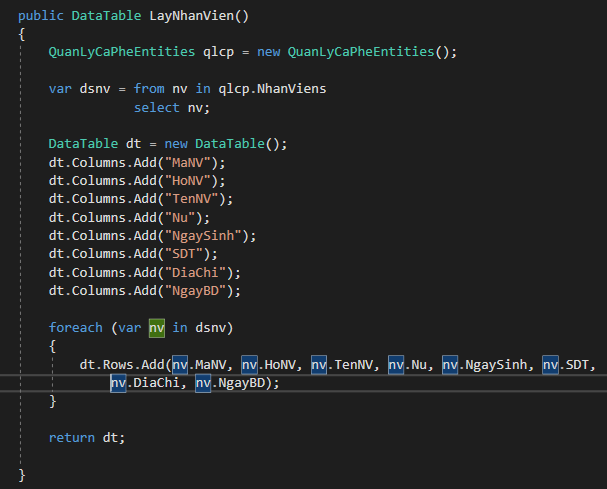 public DataTable LayNhanVien()
{
QuanLyCaPheEntities qlcp = new QuanLyCaPheEntities();
var dsnv = from nv in qlcp.NhanViens
select nv;
DataTable dt = new DataTable();
dt.Columns.Add("MaNV");
dt.Columns.Add("HoNV");
dt.Columns.Add("TenNV");
dt.Columns.Add("Nu");
dt.Columns.Add("NgaySinh");
dt.Columns.Add("SDT");
dt.Columns.Add("DiaChi");
dt.Columns.Add("NgayBD");
foreach (var nv in dsnv)
{
dt.Rows.Add(nv.MaNV, nv.HoNV, nv.TenNV, nv.Nu, nv.NgaySinh, nv.SDT,
nv.DiaChi, nv.NgayBD);
}
return dt;
}